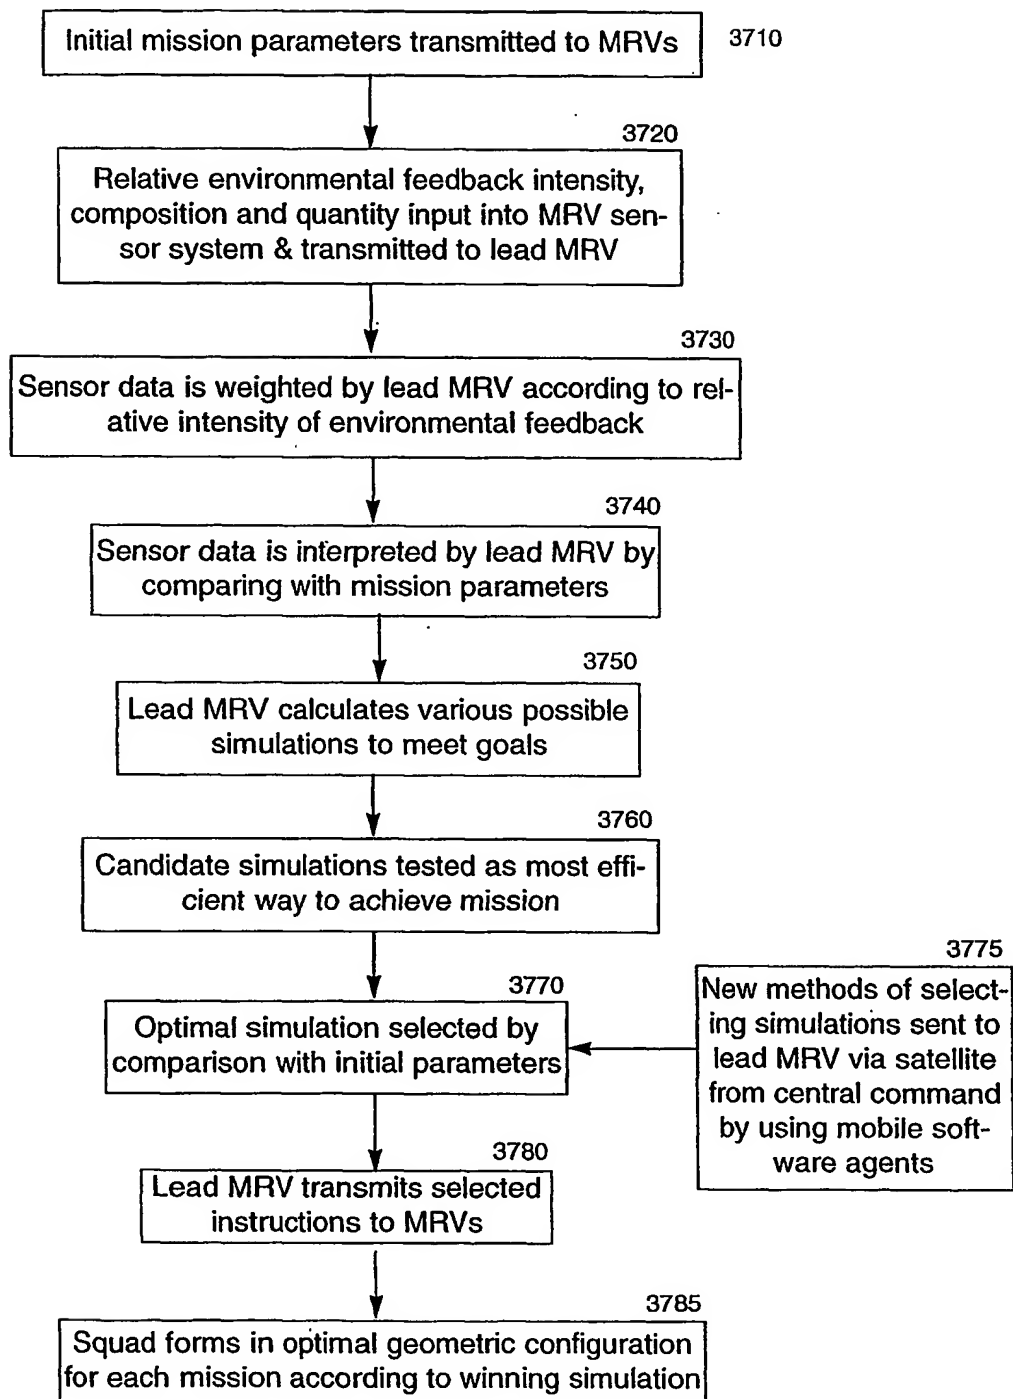 Initial mission parameters transmitted to MRVs
3710
3720
Relative environmental feedback intensity,
composition and quantity input into MRV sen-
sor system & transmitted to lead MRV
3730
Sensor data is weighted by lead MRV according to rel-
ative intensity of environmental feedback
3740
Sensor data is interpreted by lead MRV by
comparing with mission parameters
3750
Lead MRV calculates various possible
simulations to meet goals
3760
Candidate simulations tested as most effi-
cient way to achieve mission
3770
Optimal simulation selected by
comparison with initial parameters
3775
New methods of select-
ing simulations sent to
lead MRV via satellite
from central command
by using mobile soft-
ware agents
3780
Lead MRV transmits selected
instructions to MRVs
3785
Squad forms in optimal geometric configuration
for each mission according to winning simulation